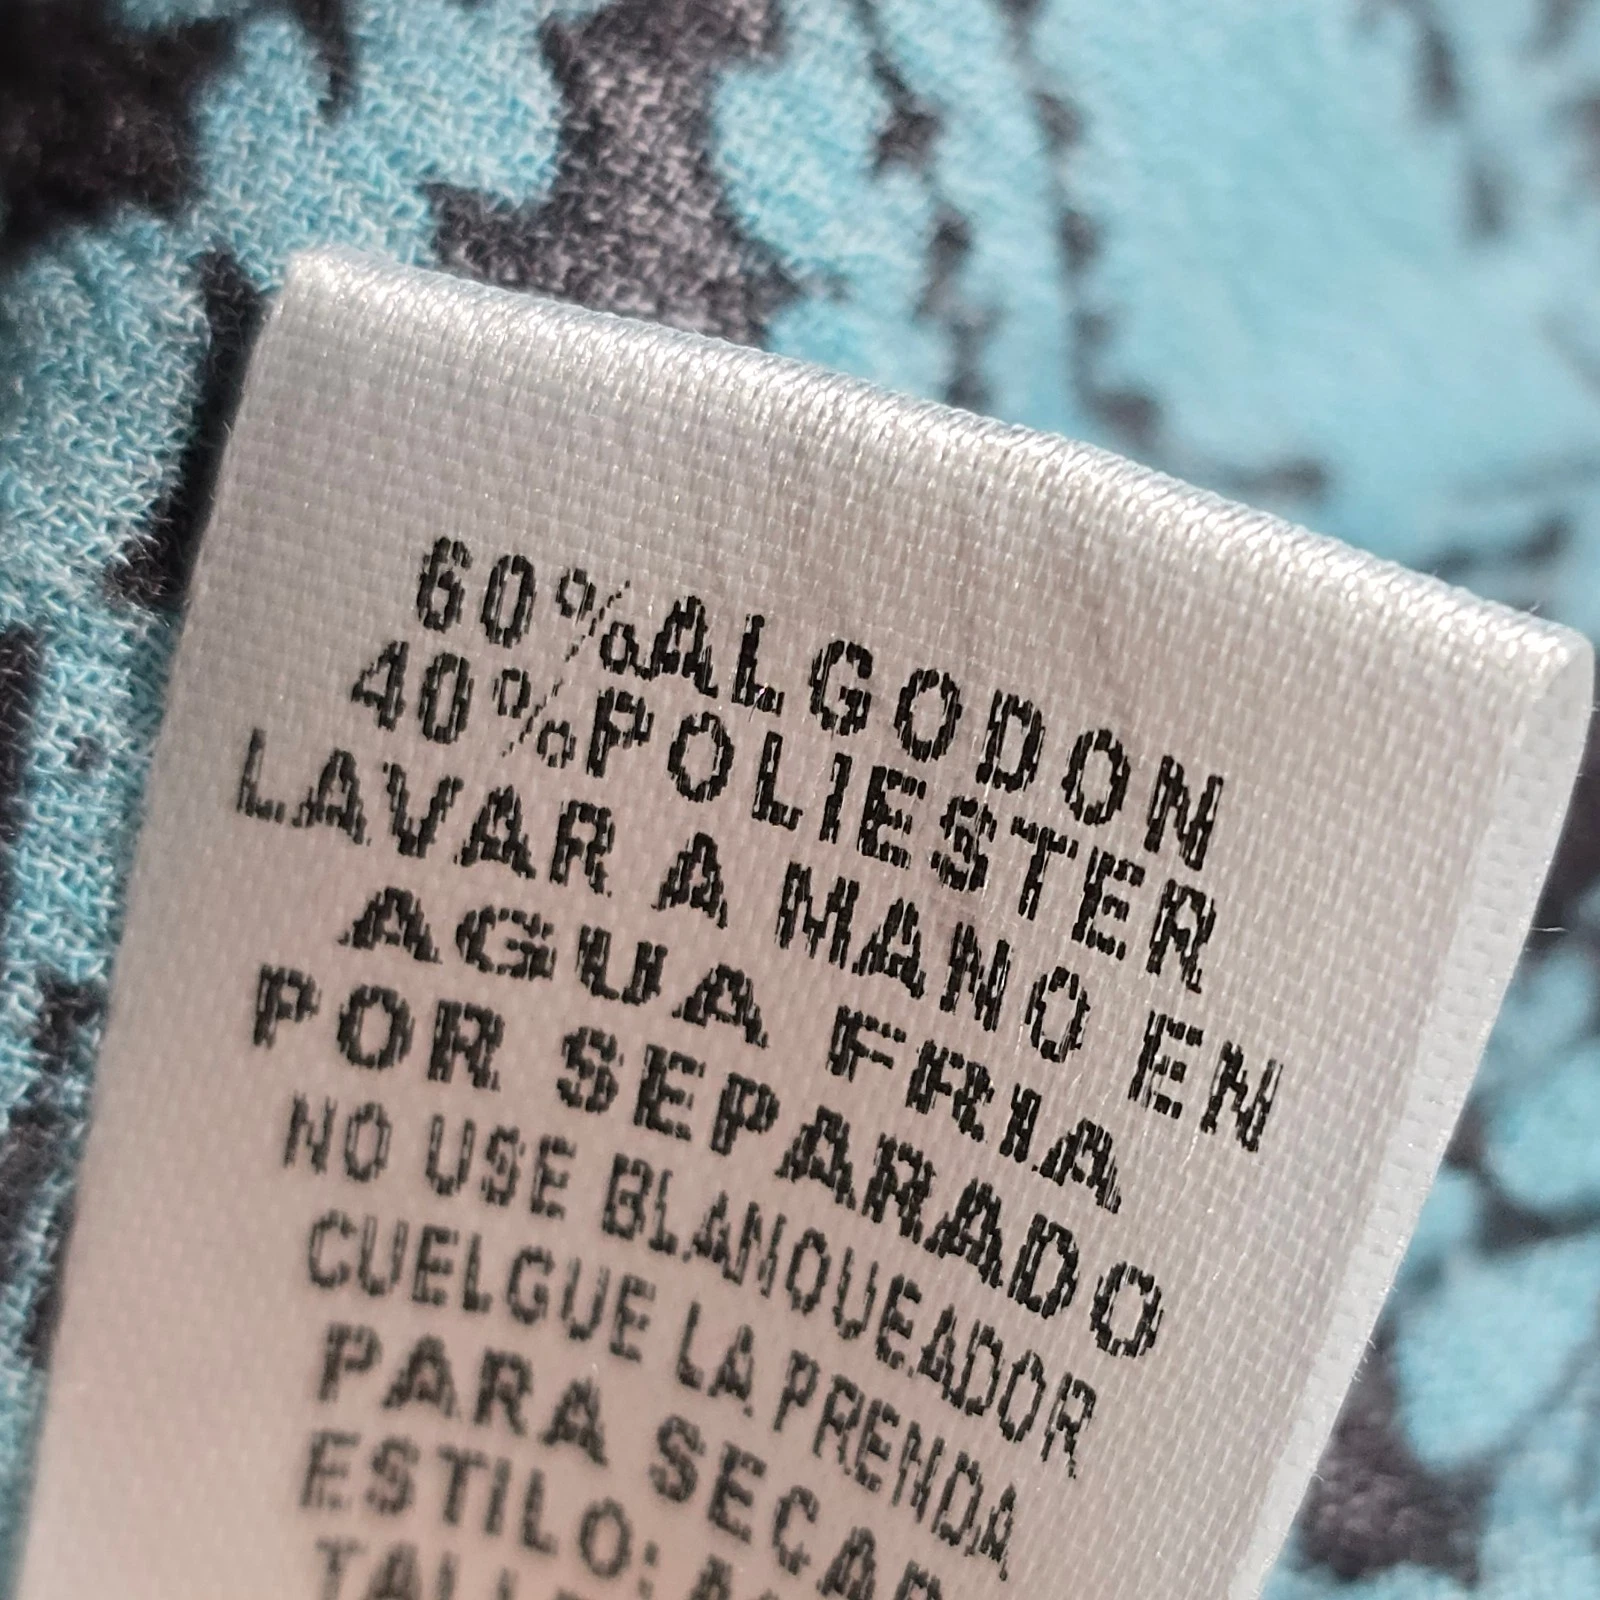 60%ALGODON
40%POLIESTER
LAVAR A MANO EN
AGUA FRIA
POR SEPARADO
NO USE BLANQUEADOR
CUELGUE LA PRENDA
PARA SECAR
ESTILO: